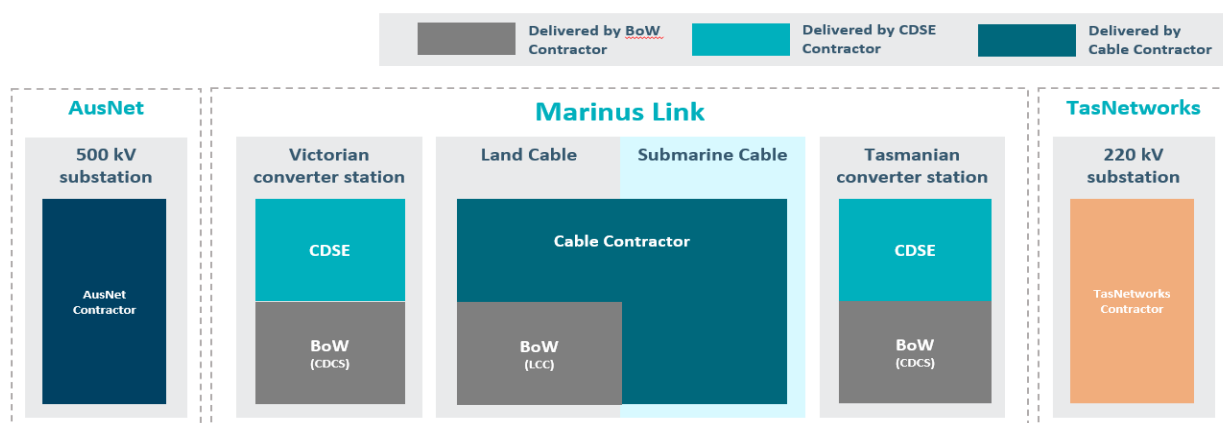 Delivered by BoW
Contractor
Delivered by CDSE
Contractor
Delivered by
Cable Contractor
AusNet
Marinus Link
TasNetworks
500 kV
substation
Victorian
converter station
Land Cable
Submarine Cable
Tasmanian
converter station
220 kV
substation
AusNet
Contractor
CDSE
BoW
(CDCS)
Cable Contractor
BoW
(LCC)
CDSE
BoW
(CDCS)
TasNetworks
Contractor